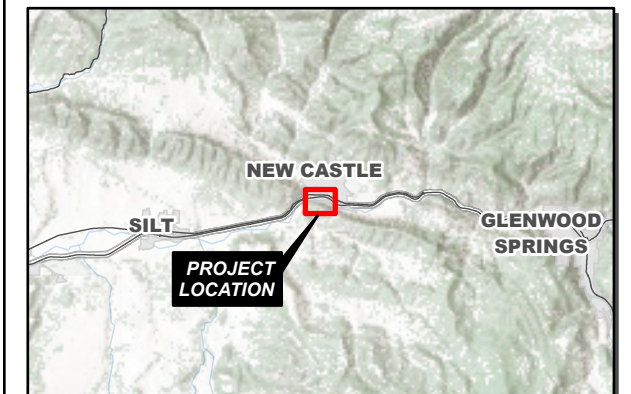 NEW CASTLE
SILT
GLENWOOD
SPRINGS
PROJECT
LOCATION